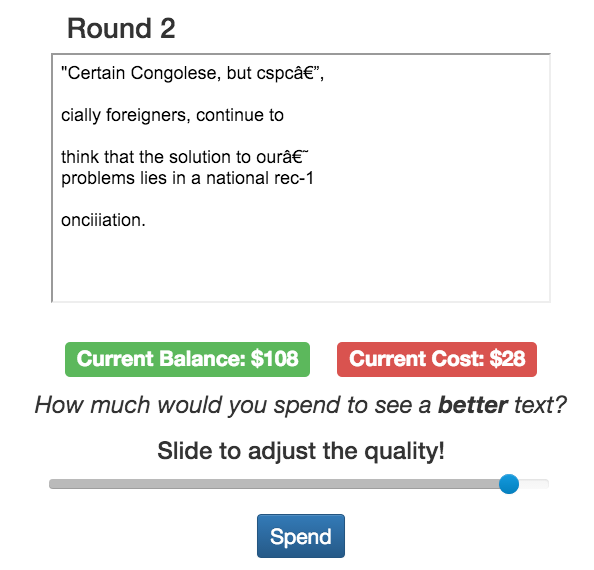 Round 2
"Certain Congolese, but cspcâ€”,
cially foreigners, continue to
think that the solution to ourâ€˜
problems lies in a national rec-1
onciiiation.
Current Balance: $108
Current Cost: $28
How much would you spend to see a better text?
Slide to adjust the quality!
Spend